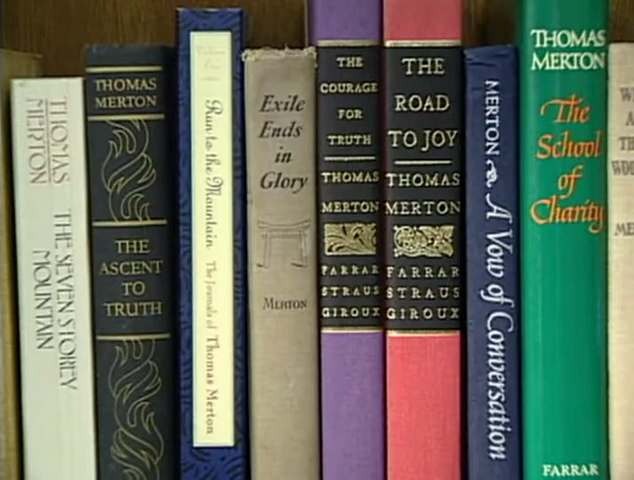 THOMAS
MERTON
THE SEVEN STOREY
MOUNTAIN
THOMAS
MERTON
THE
ASCENT
TO
TRUTH
Run to the Mountain
The Journals of Thomas Merton
Exile
Ends
in
Glory
MERTON
THE
COURAGE
FOR
TRUTH
THOMAS
MERTON
FARRAR
STRAUS
GIROUX
THE
ROAD
TO JOY
THOMAS
MERTON
FARRAR
STRAUS
GIROUX
MERTON
A Vow of Conversation
THOMAS
MERTON
The
School
of
Charity
FARRAR